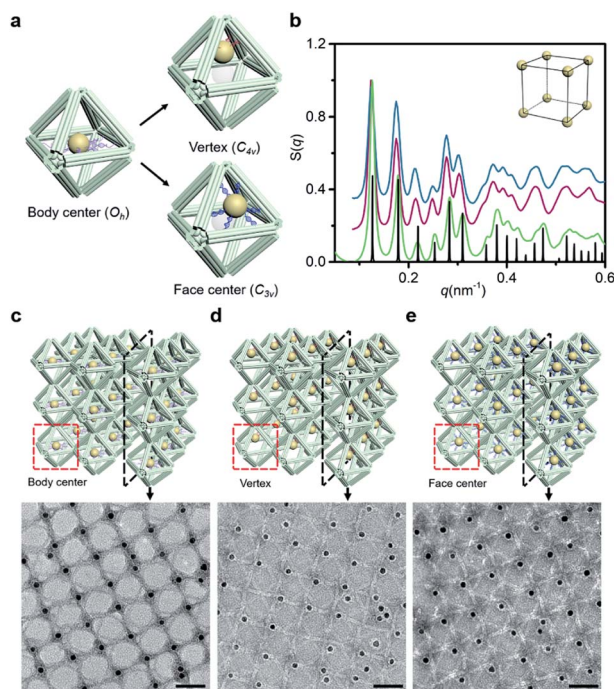 a
Vertex (C4v)
Body center (Oh)
Face center (C3v)
b
S(q)
1.2
0.8
0.4
0.0
0.2
0.4
0.6
q(nm-1)
c
d
e
Body center
Vertex
Face center